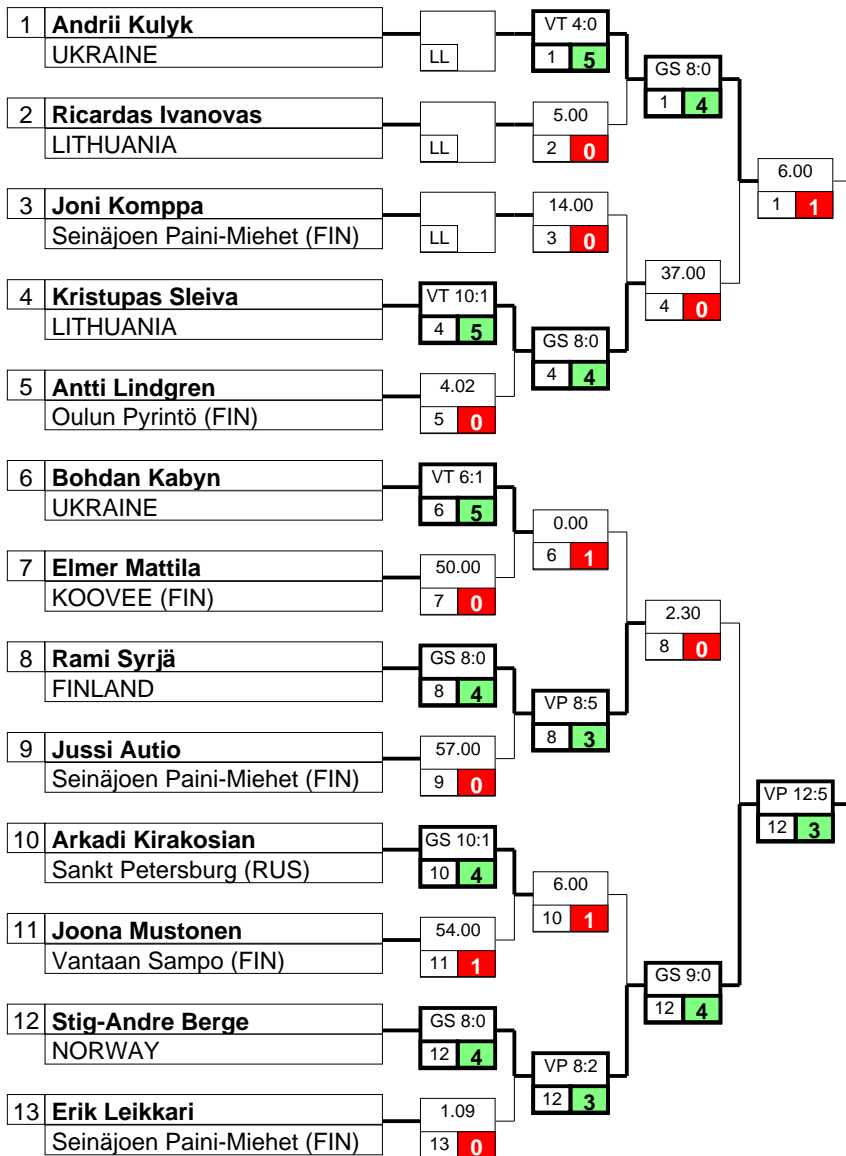 1 Andrii Kulyk
UKRAINE
LL
VT 4:0
1 5
GS 8:0
1 4
2 Ricardas Ivanovas
LITHUANIA
LL
5.00
2 0
6.00
1 1
3 Joni Komppa
Seinäjoen Paini-Miehet (FIN)
LL
14.00
3 0
37.00
4 0
4 Kristupas Sleiva
LITHUANIA
VT 10:1
4 5
GS 8:0
4 4
5 Antti Lindgren
Oulun Pyrintö (FIN)
4.02
5 0
6 Bohdan Kabyn
UKRAINE
VT 6:1
6 5
0.00
6 1
7 Elmer Mattila
KOOVEE (FIN)
50.00
7 0
2.30
8 0
8 Rami Syrjä
FINLAND
GS 8:0
8 4
VP 8:5
8 3
9 Jussi Autio
Seinäjoen Paini-Miehet (FIN)
57.00
9 0
VP 12:5
12 3
10 Arkadi Kirakosian
Sankt Petersburg (RUS)
GS 10:1
10 4
6.00
10 1
11 Joona Mustonen
Vantaan Sampo (FIN)
54.00
11 1
GS 9:0
12 4
12 Stig-Andre Berge
NORWAY
GS 8:0
12 4
VP 8:2
12 3
13 Erik Leikkari
Seinäjoen Paini-Miehet (FIN)
1.09
13 0